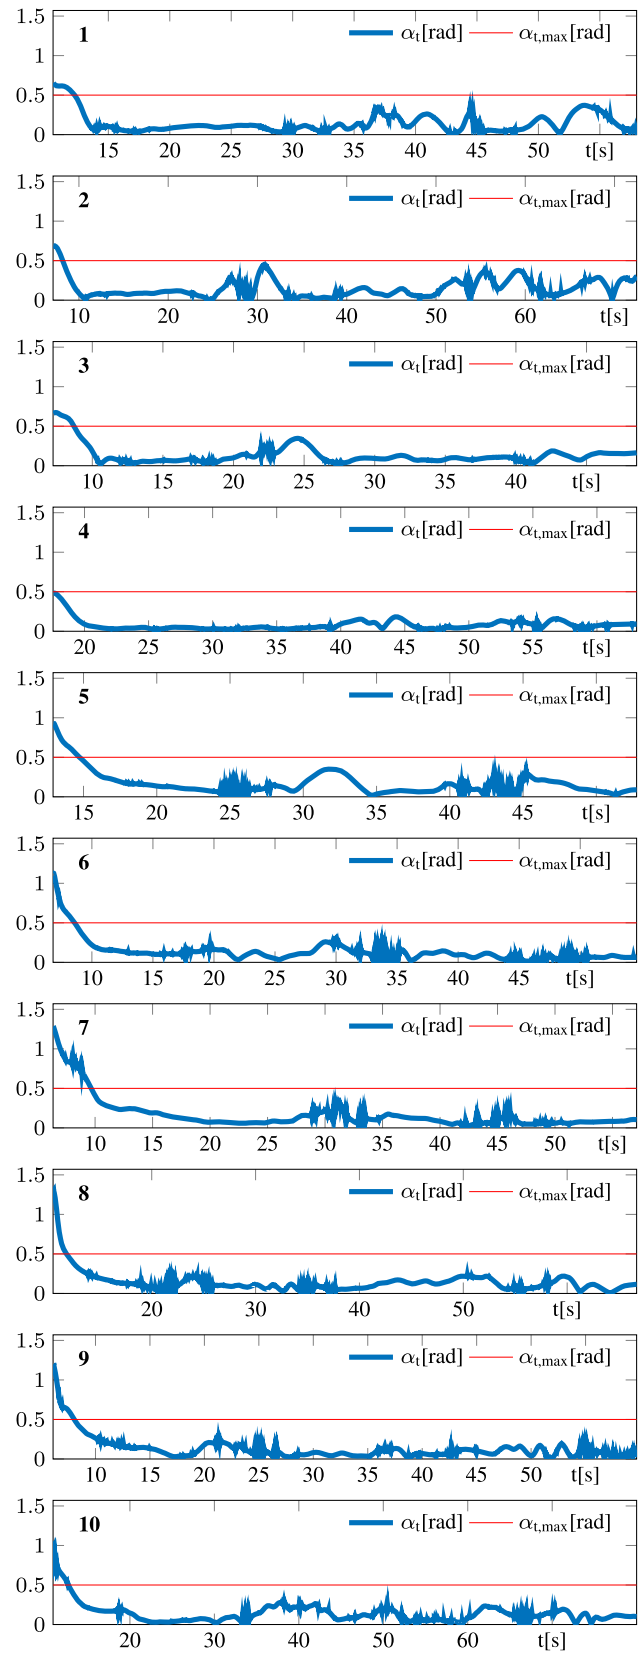 1.5
1 αt[rad] αt,max[rad]
1
0.5
0
15 20 25 30 35 40 45 50 t[s]
1.5
2 αt[rad] αt,max[rad]
1
0.5
0
10 20 30 40 50 60 t[s]
1.5
3 αt[rad] αt,max[rad]
1
0.5
0
10 15 20 25 30 35 40 t[s]
1.5
4 αt[rad] αt,max[rad]
1
0.5
0
20 25 30 35 40 45 50 55 t[s]
1.5
5 αt[rad] αt,max[rad]
1
0.5
0
15 20 25 30 35 40 45 t[s]
1.5
6 αt[rad] αt,max[rad]
1
0.5
0
10 15 20 25 30 35 40 45 t[s]
1.5
7 αt[rad] αt,max[rad]
1
0.5
0
10 15 20 25 30 35 40 45 50 t[s]
1.5
8 αt[rad] αt,max[rad]
1
0.5
0
20 30 40 50 t[s]
1.5
9 αt[rad] αt,max[rad]
1
0.5
0
10 15 20 25 30 35 40 45 50 t[s]
1.5
10 αt[rad] αt,max[rad]
1
0.5
0
20 30 40 50 60 t[s]